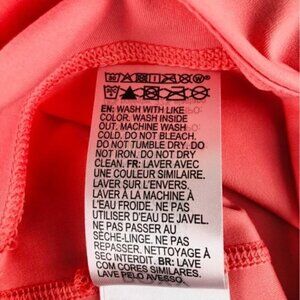 EN: WASH WITH LIKE
COLOR. WASH INSIDE
OUT. MACHINE WASH
COLD. DO NOT BLEACH.
DO NOT TUMBLE DRY. DO
NOT IRON. DO NOT DRY
CLEAN. FR: LAVER AVEC
UNE COULEUR SIMILAIRE.
LAVER SUR L'ENVERS.
LAVER À LA MACHINE À
L'EAU FROIDE. NE PAS
UTILISER D'EAU DE JAVEL.
NE PAS PASSER AU
SÈCHE-LINGE. NE PAS
REPASSER. NETTOYAGE À
SEC INTERDIT. BR: LAVE
COM CORES SIMILARES.
LAVE PELO AVESSO.